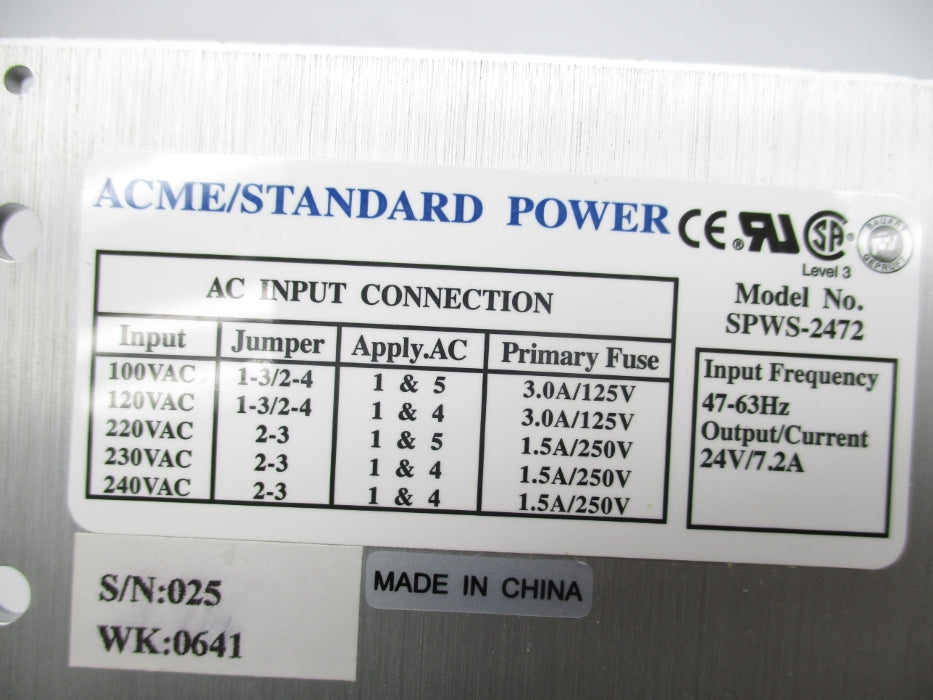 ACME/STANDARD POWER
CE
Level 3
Model No.
SPWS-2472
AC INPUT CONNECTION
Input Jumper Apply.AC Primary Fuse
100VAC 1-3/2-4 1 & 5 3.0A/125V
120VAC 1-3/2-4 1 & 4 3.0A/125V
220VAC 2-3 1 & 5 1.5A/250V
230VAC 2-3 1 & 4 1.5A/250V
240VAC 2-3 1 & 4 1.5A/250V
Input Frequency
47-63Hz
Output/Current
24V/7.2A
S/N:025
WK:0641
MADE IN CHINA